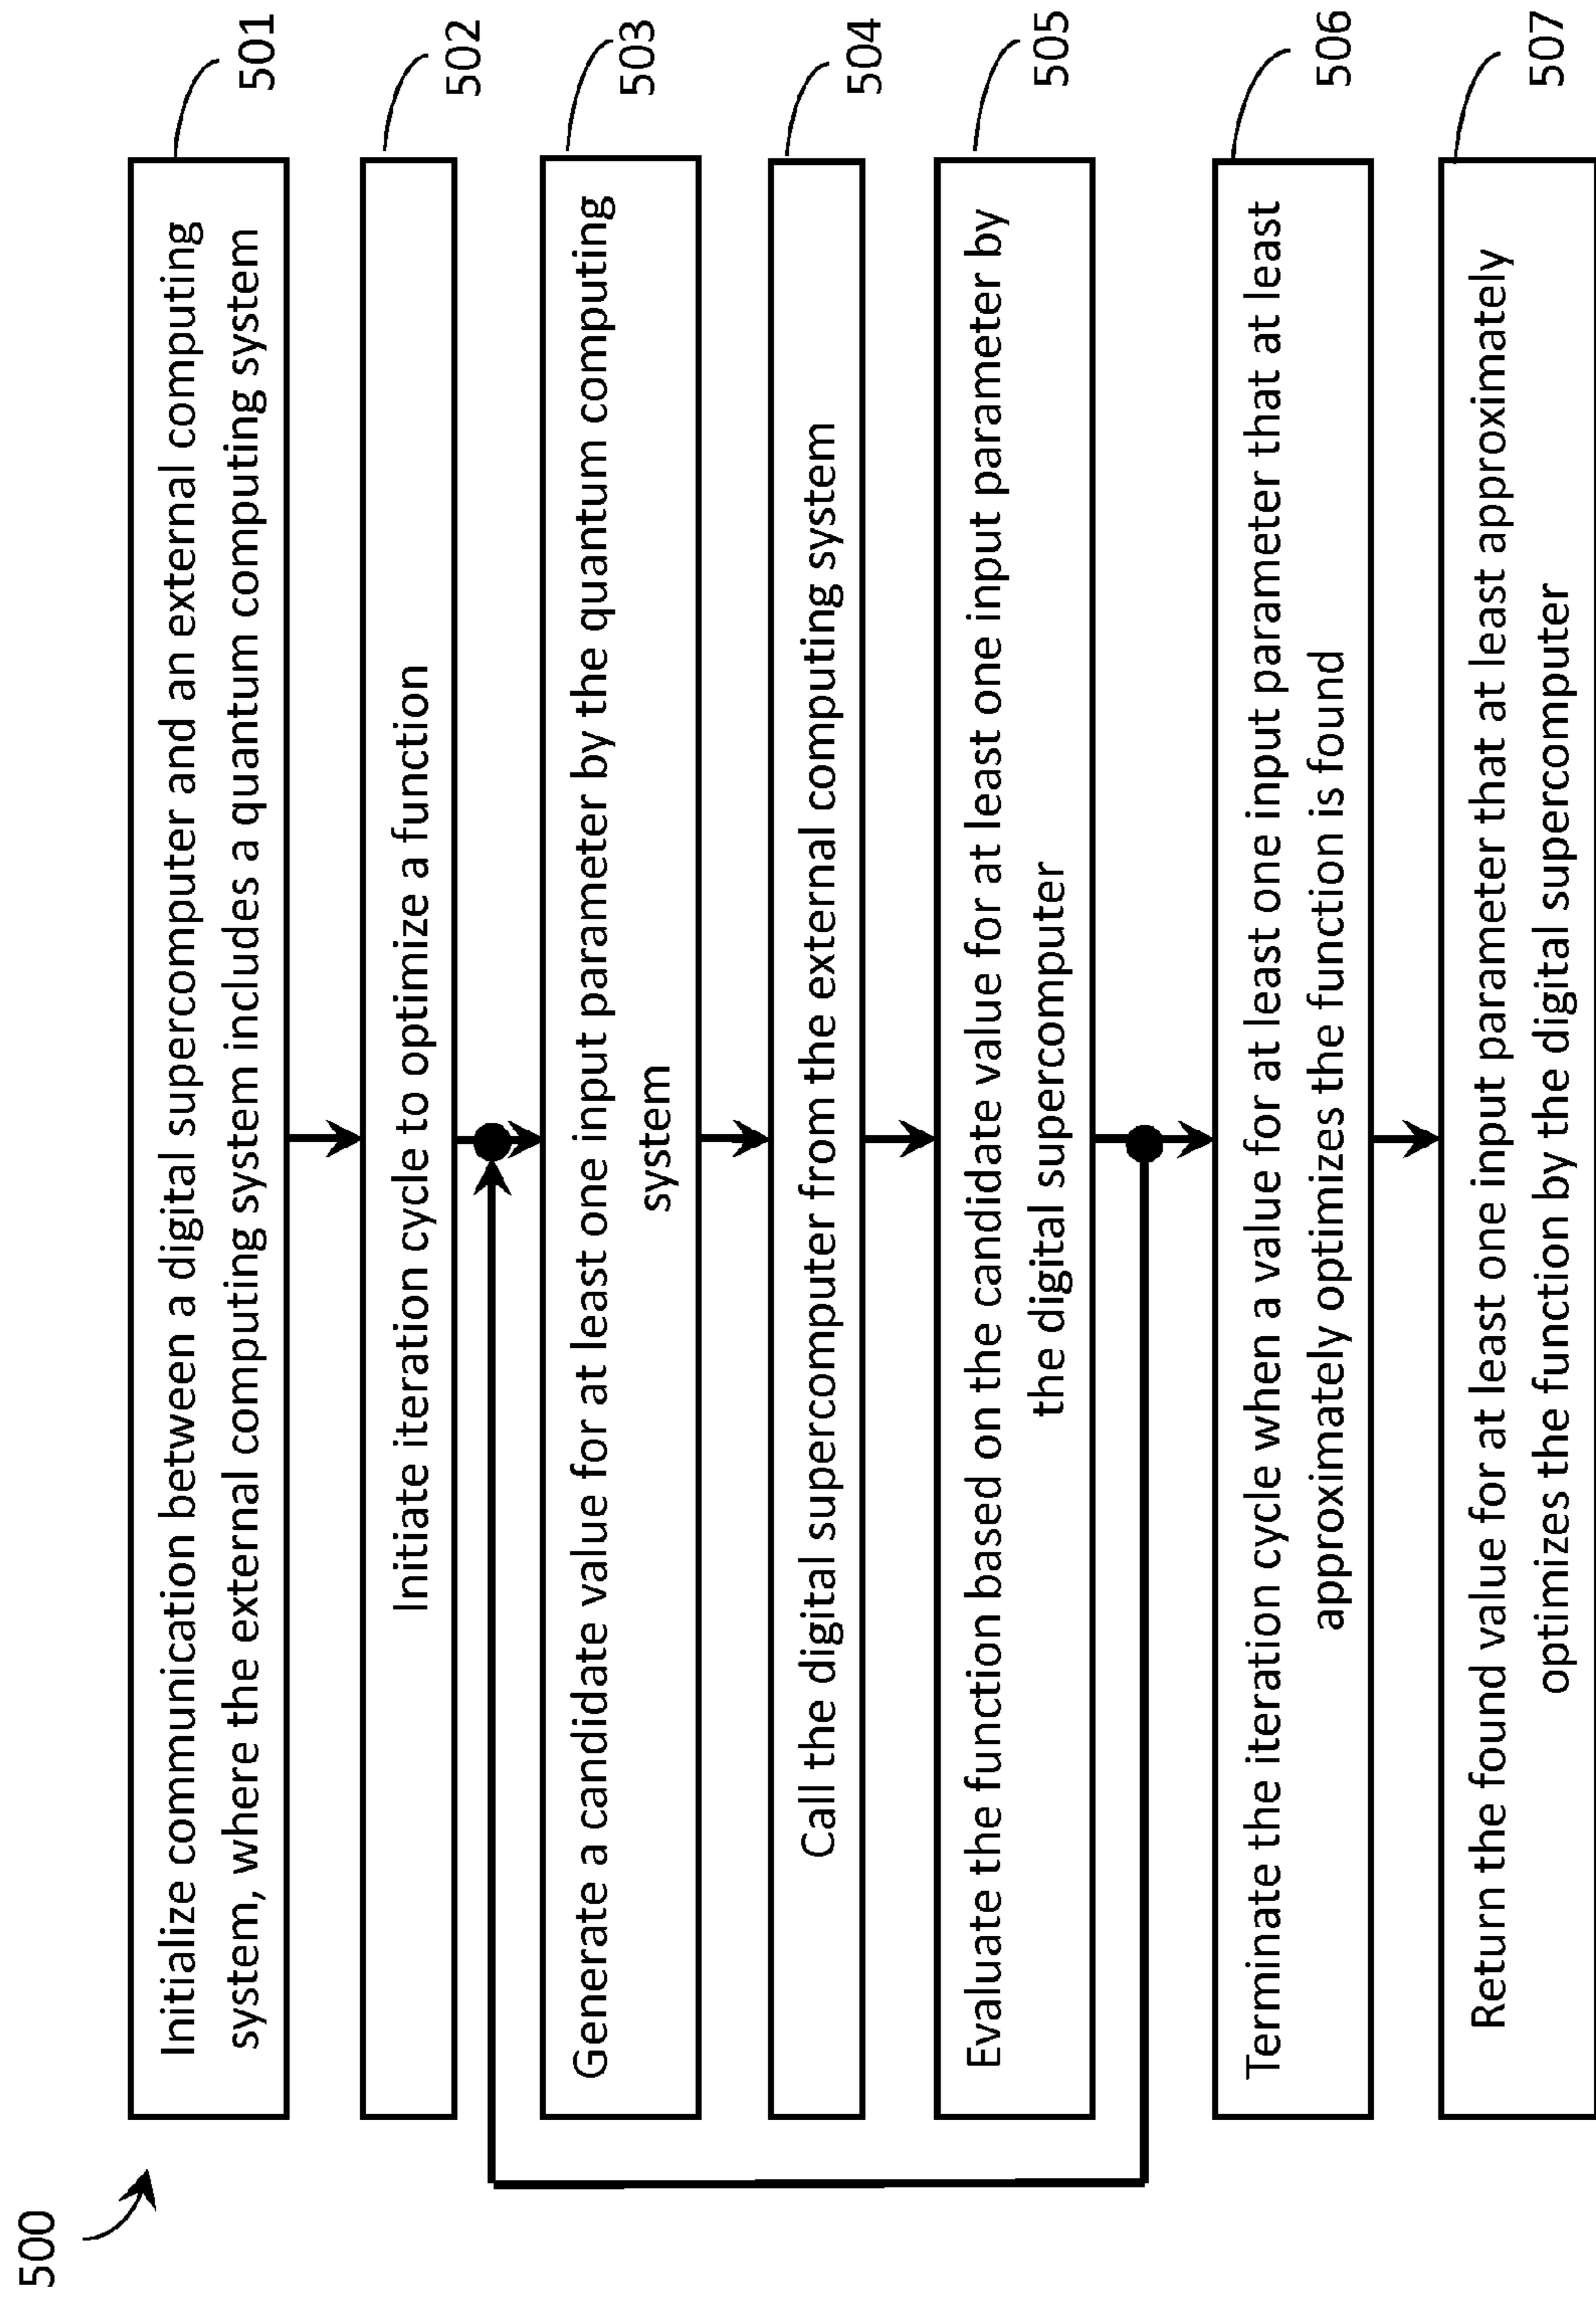 500
Initialize communication between a digital supercomputer and an external computing
system, where the external computing system includes a quantum computing system
501
Initiate iteration cycle to optimize a function
502
Generate a candidate value for at least one input parameter by the quantum computing
system
503
Call the digital supercomputer from the external computing system
504
Evaluate the function based on the candidate value for at least one input parameter by
the digital supercomputer
505
Terminate the iteration cycle when a value for at least one input parameter that at least
approximately optimizes the function is found
506
Return the found value for at least one input parameter that at least approximately
optimizes the function by the digital supercomputer
507